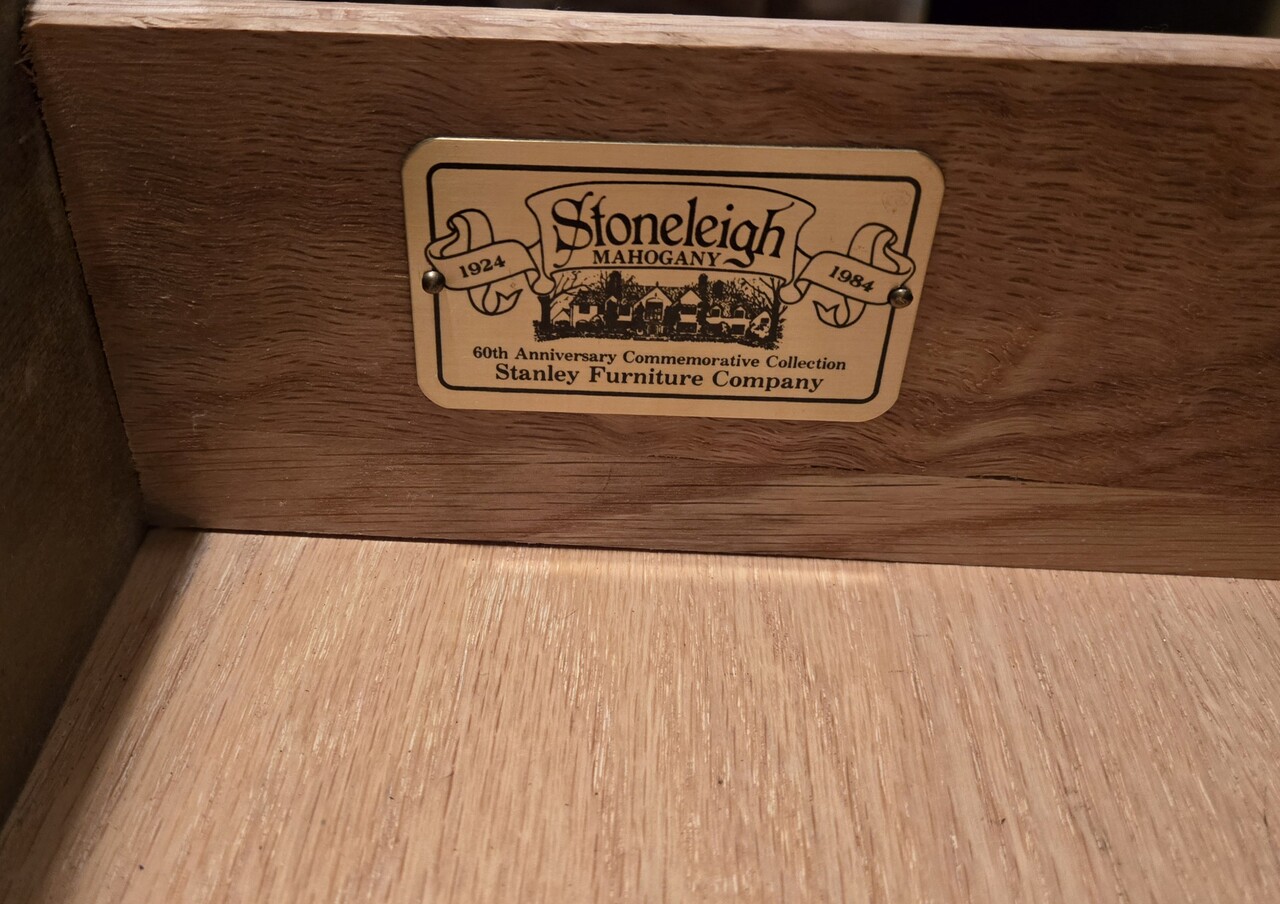 Stoneleigh
MAHOGANY
1924
1984
60th Anniversary Commemorative Collection
Stanley Furniture Company